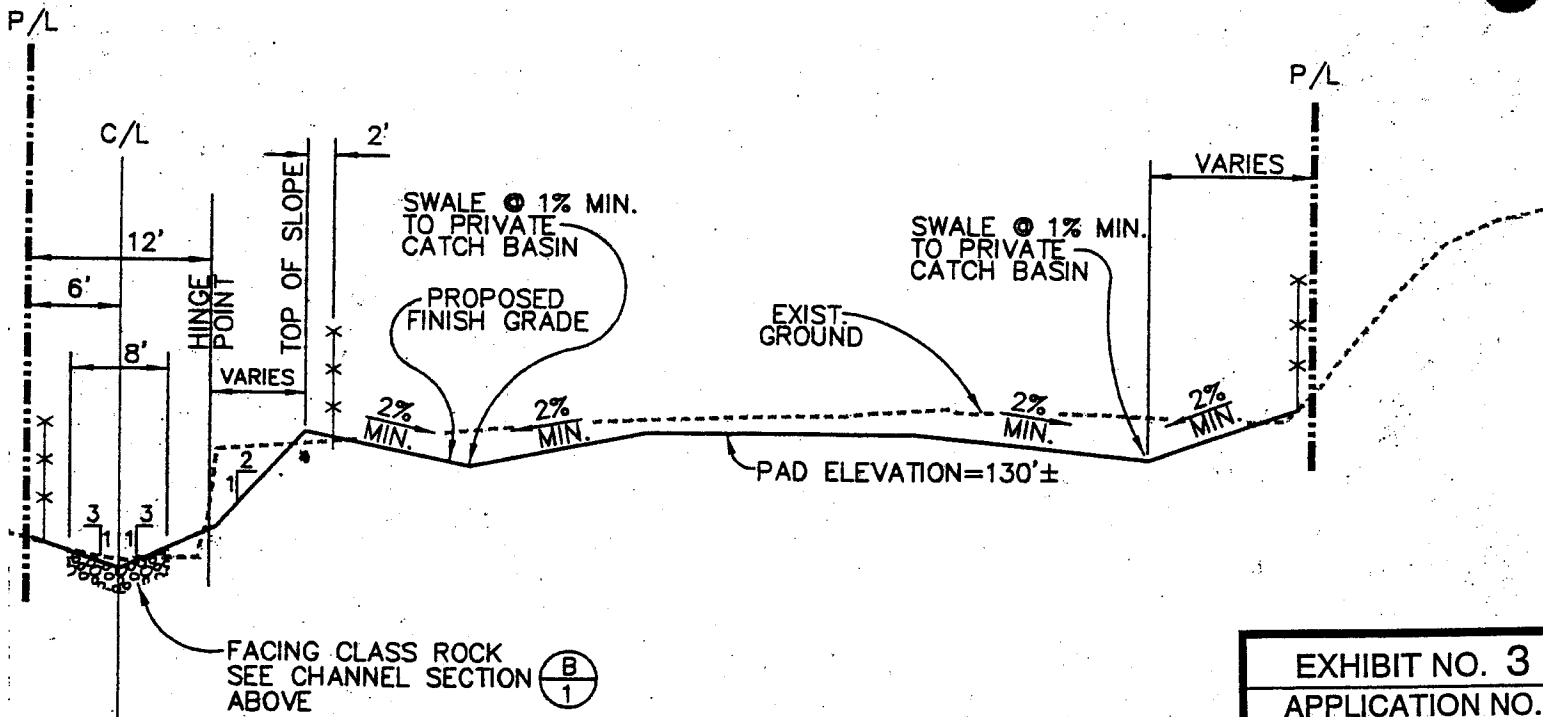 P/L
P/L
C/L
2'
VARIES
SWALE @ 1% MIN.
TO PRIVATE
CATCH BASIN
SWALE @ 1% MIN.
TO PRIVATE
CATCH BASIN
12'
6'
HINGE
POINT
TOP OF SLOPE
PROPOSED
FINISH GRADE
EXIST.
GROUND
8'
VARIES
2%
MIN.
2%
MIN.
2%
MIN.
2%
MIN.
PAD ELEVATION=130'±
2
1
3
1
1
3
FACING CLASS ROCK
SEE CHANNEL SECTION
ABOVE
B
1
EXHIBIT NO. 3
APPLICATION NO.